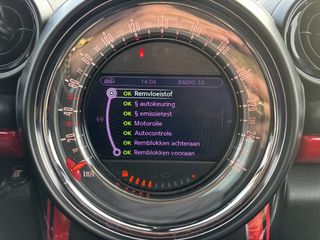 14:04 RADIO 10
OK Remvloeistof
OK § autokeuring
OK § emissietest
OK Motorolie
OK Autocontrole
OK Remblokken achteraan
OK Remblokken vooraan
km/h